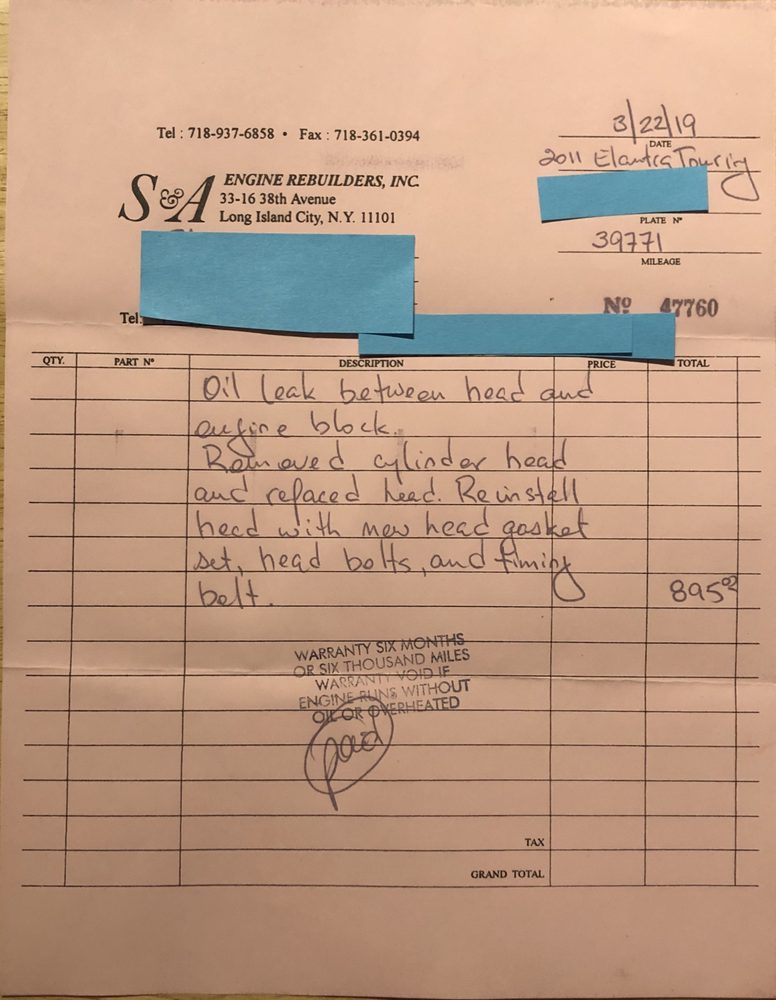 Tel : 718-937-6858 • Fax : 718-361-0394
S&A ENGINE REBUILDERS, INC.
33-16 38th Avenue
Long Island City, N.Y. 11101
Tel.
3/22/19
DATE
2011 Elantra Touring
PLATE Nº
39771
MILEAGE
Nº 47760
QTY. PART Nº DESCRIPTION PRICE TOTAL
Oil leak between head and
engine block.
Removed cylinder head
and refaced head. Reinstall
head with new head gasket
set, head bolts, and timing
belt. 895⁰⁰
WARRANTY SIX MONTHS
OR SIX THOUSAND MILES
WARRANTY VOID IF
ENGINE RUNS WITHOUT
OIL OR OVERHEATED
paid
TAX
GRAND TOTAL